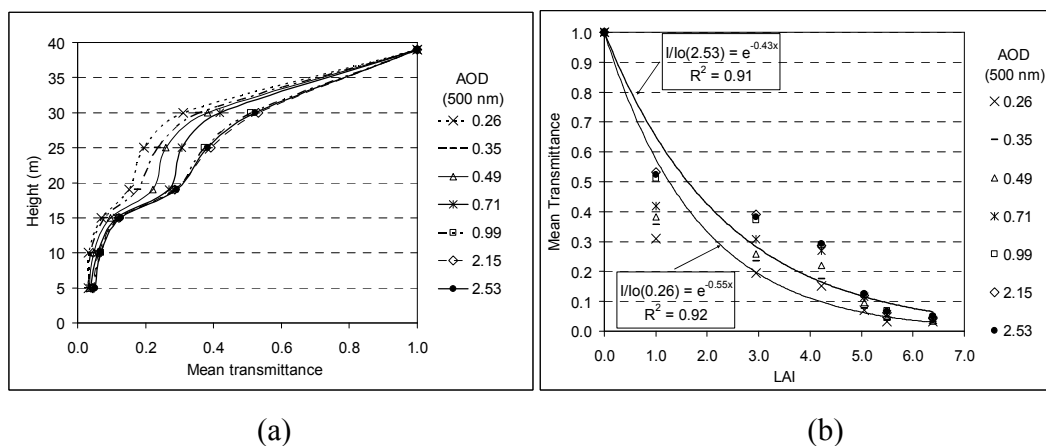 40
35
30
25
20
15
10
5
0
Height (m)
0.0 0.2 0.4 0.6 0.8 1.0
Mean transmittance
AOD
(500 nm)
0.26
0.35
0.49
0.71
0.99
2.15
2.53
(a)
1.0
0.9
0.8
0.7
0.6
0.5
0.4
0.3
0.2
0.1
0.0
Mean Transmittance
I/Io(2.53) = e^-0.43x
R² = 0.91
I/Io(0.26) = e^-0.55x
R² = 0.92
0.0 1.0 2.0 3.0 4.0 5.0 6.0 7.0
LAI
AOD
(500 nm)
0.26
0.35
0.49
0.71
0.99
2.15
2.53
(b)